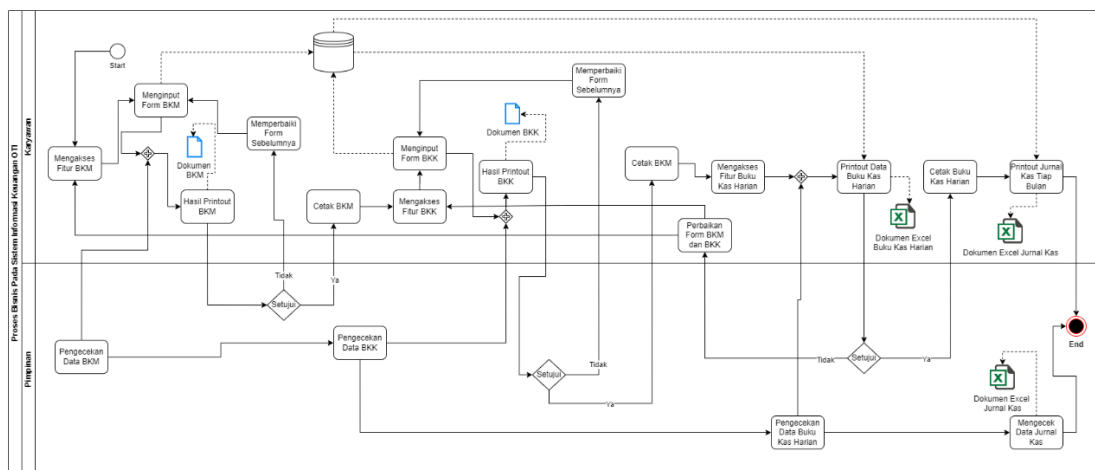 Proses Bisnis Pada Sistem Informasi Keuangan OTI
Karyawan
Start
Menginput
Form BKM
Mengakses
Fitur BKM
Dokumen
BKM
Hasil Printout
BKM
Memperbaiki
Form
Sebelumnya
Cetak BKM
Menginput
Form BKK
Mengakses
Fitur BKK
Dokumen BKK
Hasil Printout
BKK
Memperbaiki
Form
Sebelumnya
Cetak BKM
Perbaikan
Form BKM
dan BKK
Mengakses
Fitur Buku
Kas Harian
Printout Data
Buku Kas
Harian
Dokumen Excel
Buku Kas Harian
Cetak Buku
Kas Harian
Printout Jurnal
Kas Tiap
Bulan
Dokumen Excel Jurnal Kas
Pimpinan
Pengecekan
Data BKM
Tidak
Setujui
Ya
Pengecekan
Data BKK
Setujui
Tidak
Ya
Tidak
Setujui
Ya
Pengecekan
Data Buku
Kas Harian
Dokumen Excel
Jurnal Kas
Mengecek
Data Jurnal
Kas
End